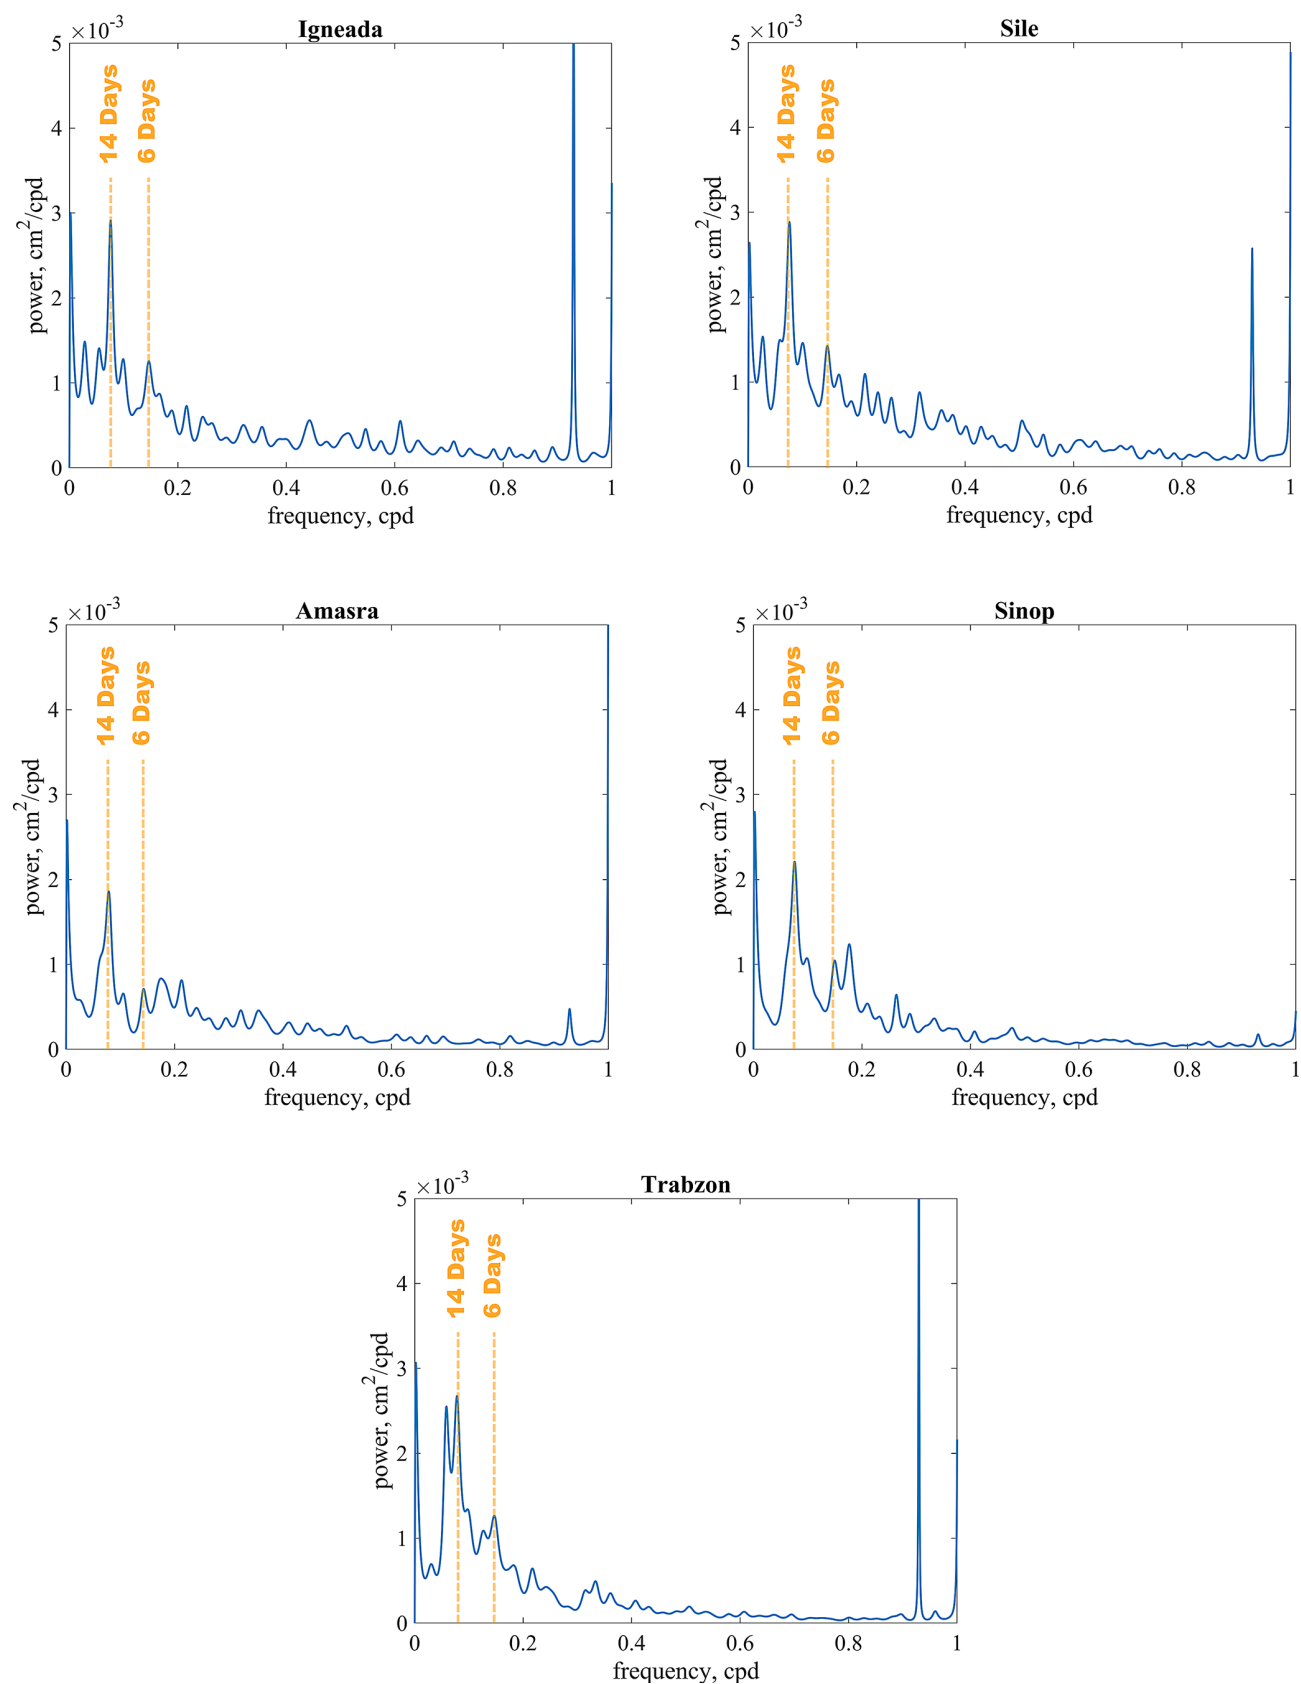 Igneada
×10-3
5
4
3
2
1
0
power, cm2/cpd
14 Days
6 Days
0 0.2 0.4 0.6 0.8 1
frequency, cpd
Sile
×10-3
5
4
3
2
1
0
power, cm2/cpd
14 Days
6 Days
0 0.2 0.4 0.6 0.8 1
frequency, cpd
Amasra
×10-3
5
4
3
2
1
0
power, cm2/cpd
14 Days
6 Days
0 0.2 0.4 0.6 0.8 1
frequency, cpd
Sinop
×10-3
5
4
3
2
1
0
power, cm2/cpd
14 Days
6 Days
0 0.2 0.4 0.6 0.8 1
frequency, cpd
Trabzon
×10-3
5
4
3
2
1
0
power, cm2/cpd
14 Days
6 Days
0 0.2 0.4 0.6 0.8 1
frequency, cpd